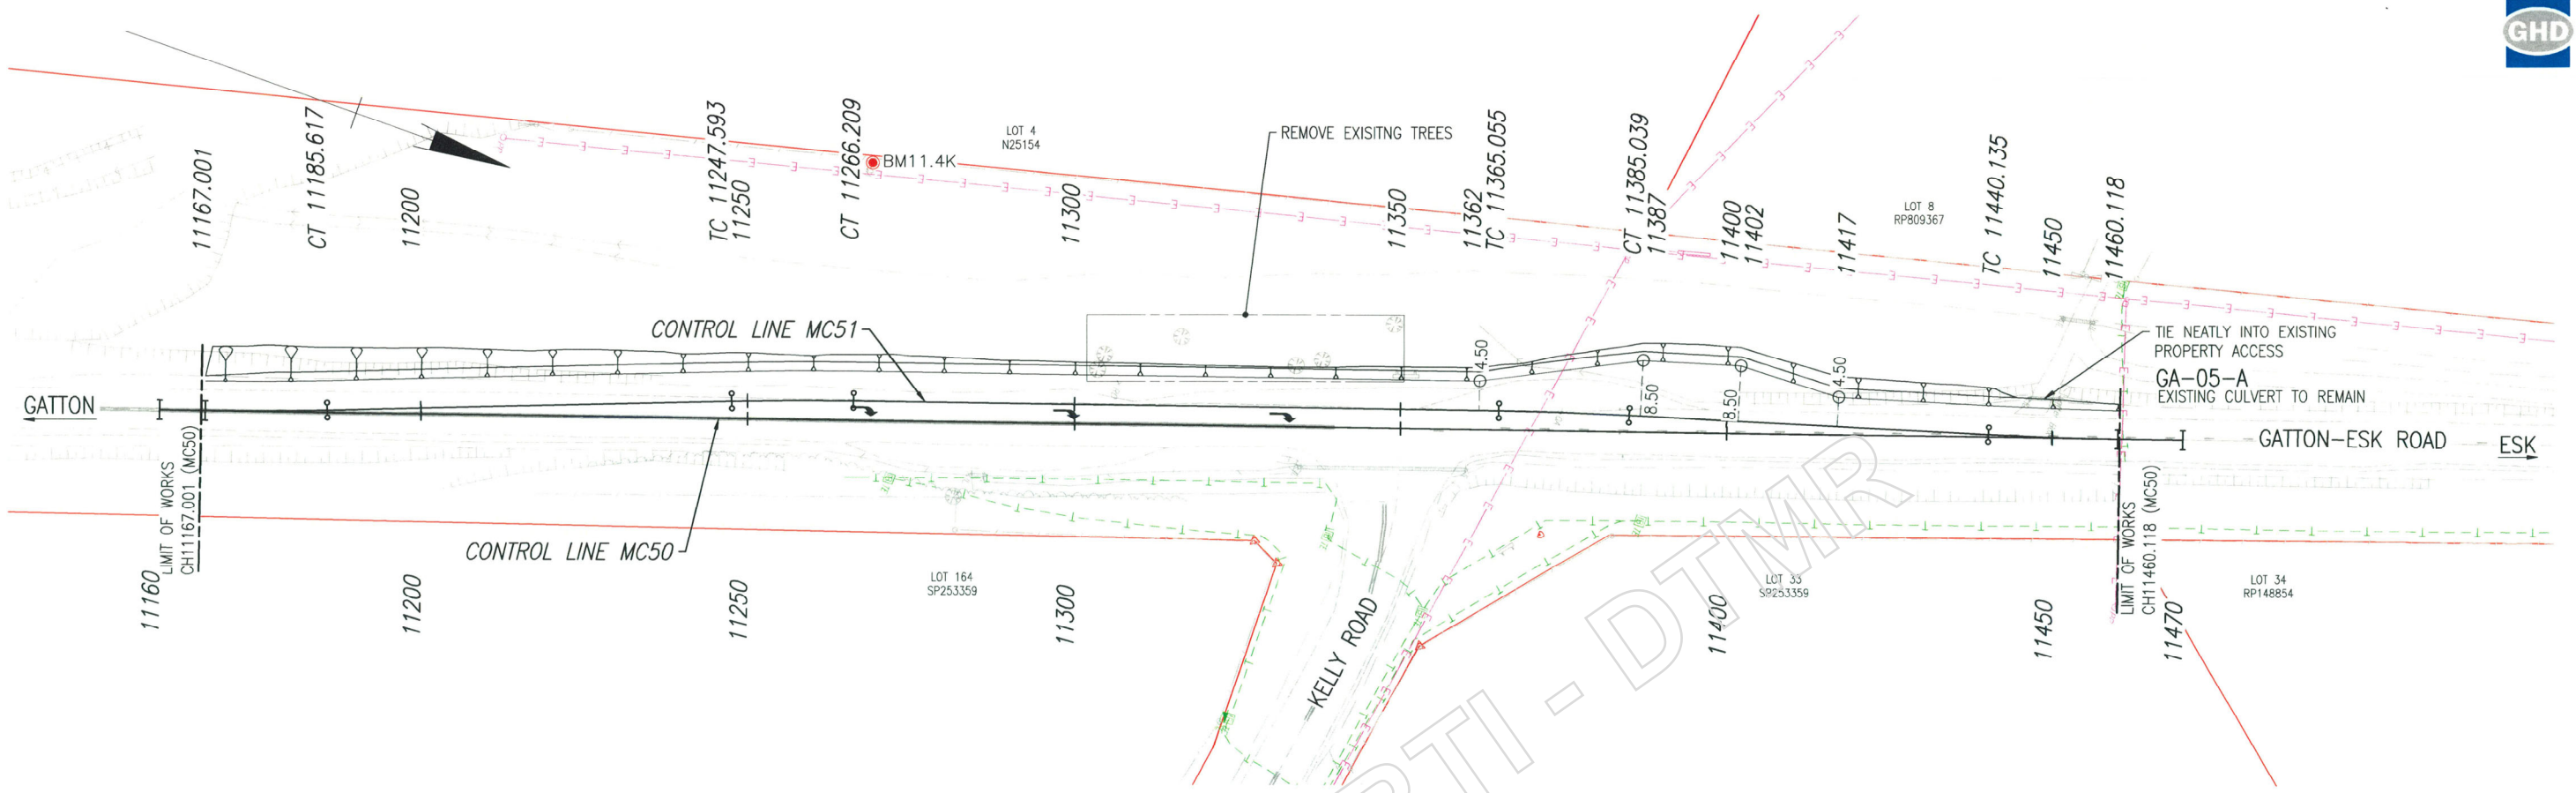 GHD
11167.001
CT 11185.617
11200
TC 11247.593
11250
CT 11266.209
BM11.4K
LOT 4
N25154
11300
REMOVE EXISITNG TREES
11350
11362
TC 11365.055
CT 11385.039
11387
11400
11402
11417
LOT 8
RP809367
TC 11440.135
11450
11460.118
CONTROL LINE MC51
4.50
8.50
8.50
4.50
TIE NEATLY INTO EXISTING
PROPERTY ACCESS
GA-05-A
EXISTING CULVERT TO REMAIN
GATTON
GATTON-ESK ROAD
ESK
LIMIT OF WORKS
CH11167.001 (MC50)
CONTROL LINE MC50
LIMIT OF WORKS
CH11460.118 (MC50)
11160
11200
11250
LOT 164
SP253359
11300
KELLY ROAD
11400
LOT 33
SP253359
11450
11470
LOT 34
RP148854
RTI - DTMR